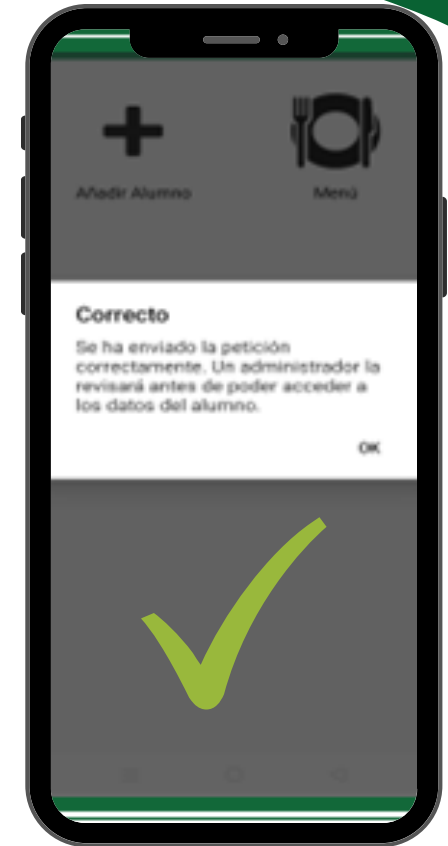 Añadir Alumno
Menú
Correcto
Se ha enviado la petición
correctamente. Un administrador la
revisará antes de poder acceder a
los datos del alumno.
OK